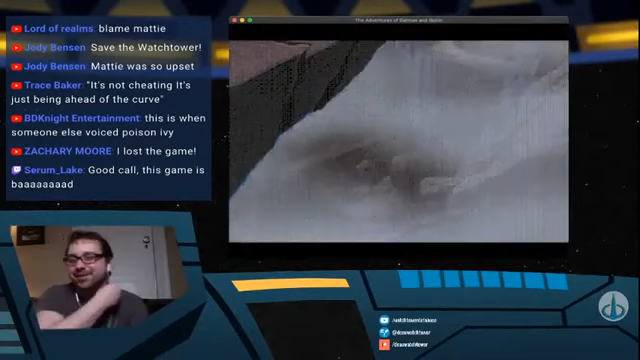 The Adventures of Batman and Robin
Lord of realms: blame mattie
Jody Bensen Save the Watchtower!
Jody Bensen Mattie was so upset
Trace Baker: "It's not cheating It's
just being ahead of the curve"
BDKnight Entertainment: this is when
someone else voiced poison ivy
ZACHARY MOORE: I lost the game!
Serum_Lake: Good call, this game is
baaaaaaad